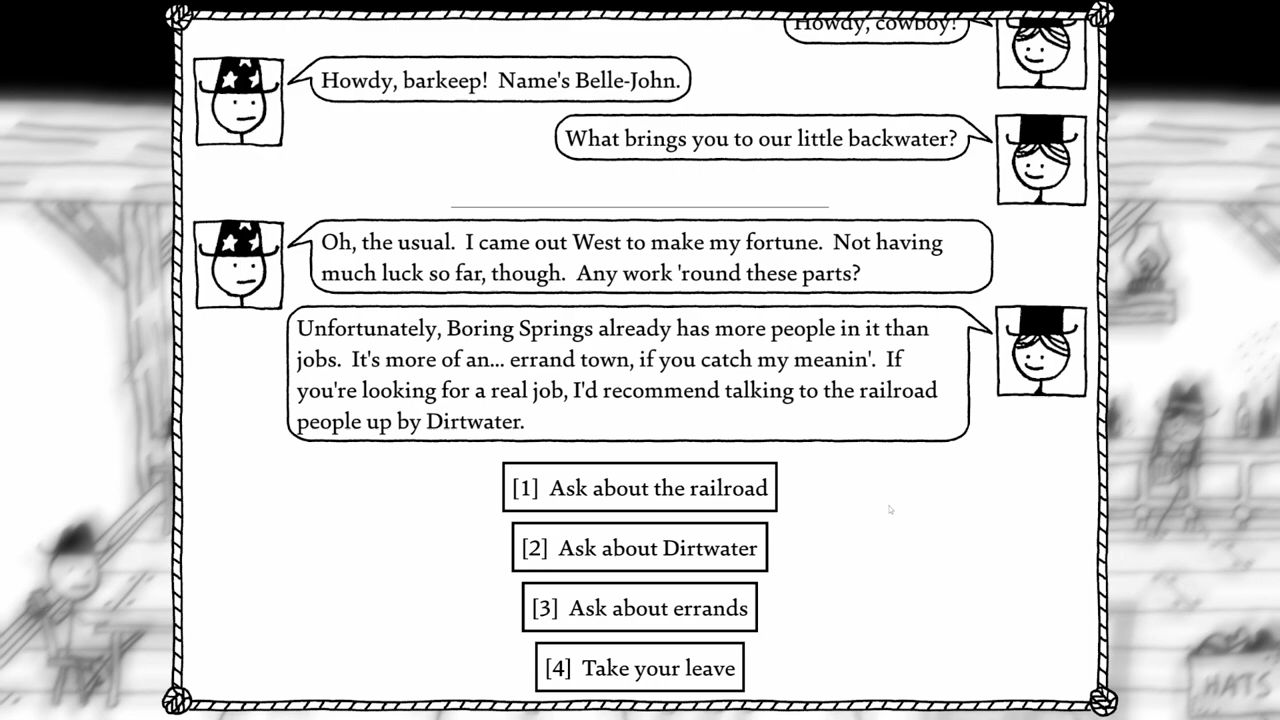 Howdy, cowboy!
Howdy, barkeep!  Name's Belle-John.
What brings you to our little backwater?
Oh, the usual.  I came out West to make my fortune.  Not having
much luck so far, though.  Any work 'round these parts?
Unfortunately, Boring Springs already has more people in it than
jobs.  It's more of an... errand town, if you catch my meanin'.  If
you're looking for a real job, I'd recommend talking to the railroad
people up by Dirtwater.
[1]  Ask about the railroad
[2]  Ask about Dirtwater
[3]  Ask about errands
[4]  Take your leave
HATS